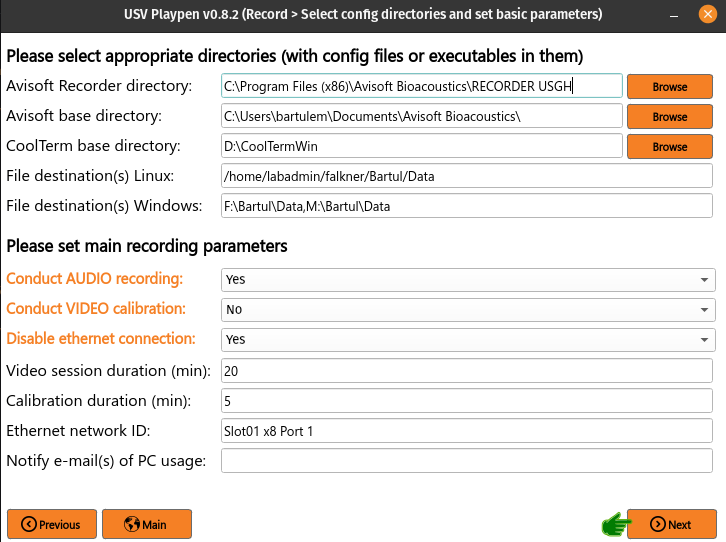 USV Playpen v0.8.2 (Record > Select config directories and set basic parameters)
Please select appropriate directories (with config files or executables in them)
Avisoft Recorder directory: C:\Program Files (x86)\Avisoft Bioacoustics\RECORDER USGH Browse
Avisoft base directory: C:\Users\bartulem\Documents\Avisoft Bioacoustics\ Browse
CoolTerm base directory: D:\CoolTermWin Browse
File destination(s) Linux: /home/labadmin/falkner/Bartul/Data
File destination(s) Windows: F:\Bartul\Data,M:\Bartul\Data
Please set main recording parameters
Conduct AUDIO recording: Yes
Conduct VIDEO calibration: No
Disable ethernet connection: Yes
Video session duration (min): 20
Calibration duration (min): 5
Ethernet network ID: Slot01 x8 Port 1
Notify e-mail(s) of PC usage:
Previous Main Next